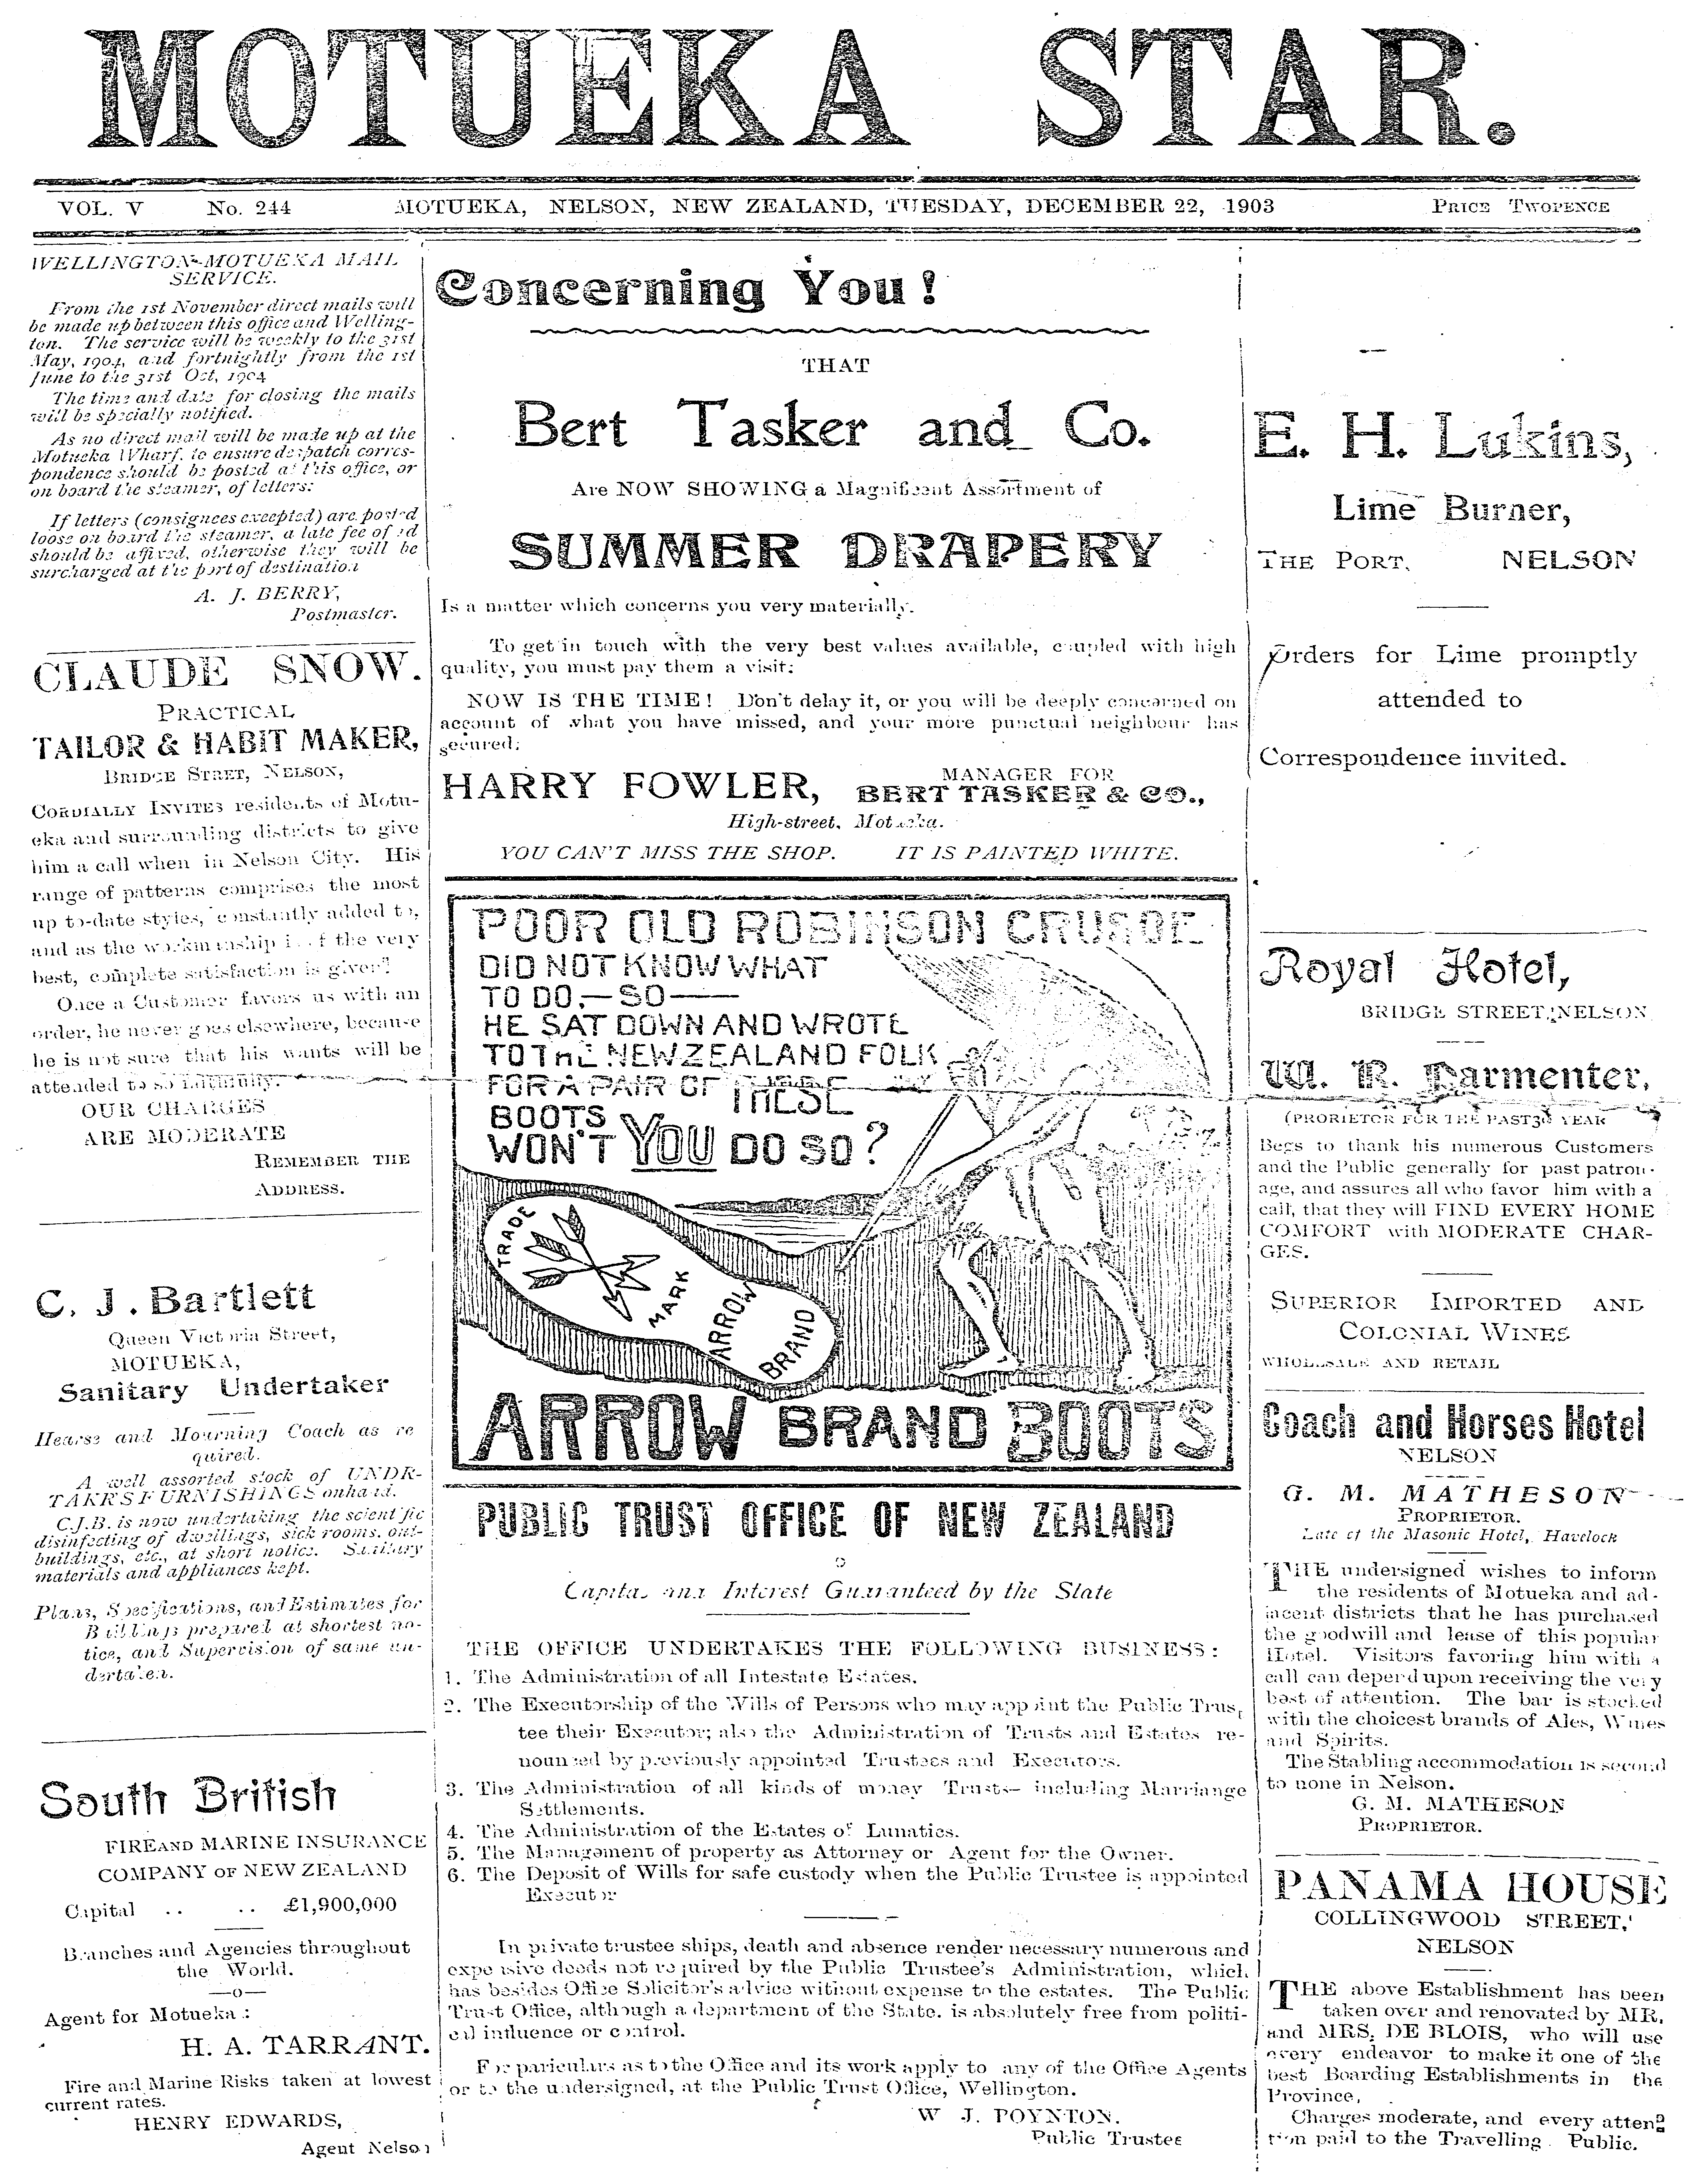 MOTUEKA STAR.
VOL. V No. 244 MOTUEKA, NELSON, NEW ZEALAND, TUESDAY, DECEMBER 22, 1903 PRICE TWOPENCE
WELLINGTON-MOTUEKA MAIL
SERVICE.
From the 1st November direct mails will
be made up between this office and Welling-
ton. The service will be weekly to the 31st
May, 1904, and fortnightly from the 1st
June to the 31st Oct, 1904
The time and date for closing the mails
will be specially notified.
As no direct mail will be made up at the
Motueka Wharf, to ensure despatch corres-
pondence should be posted at this office, or
on board the steamer, of letters:
If letters (consignees excepted) are posted
loose on board the steamer, a late fee of
should be affixed, otherwise they will be
surcharged at the port of destination
A. J. BERRY,
Postmaster.
CLAUDE SNOW.
PRACTICAL
TAILOR & HABIT MAKER,
BRIDGE STRET, NELSON,
CORDIALLY INVITES residents of Motu-
eka and surrounding districts to give
him a call when in Nelson City. His
range of patterns comprises the most
up to-date styles, constantly added to,
and as the workmanship the very
best, complete satisfaction is given!
Once a Customer favors us with an
order, he never goes elsewhere, because
he is not sure that his wants will be
attended to so faithfully.
OUR CHARGES
ARE MODERATE
REMEMBER THE
ADDRESS.
C. J. Bartlett
Queen Victoria Street,
MOTUEKA,
Sanitary Undertaker
Hearse and Mourning Coach as re
quired.
A well assorted stock of UNDR-
TAKR'S FURNISHINGS onhand.
C.J.B. is now undertaking the scientific
disinfecting of dwellings, sick rooms, out-
buildings, etc., at short notice. Sanitary
materials and appliances kept.
Plans, Specifications, and Estimates for
Buildings prepared at shortest no-
tice, and Supervision of same un-
dertaken.
South British
FIRE AND MARINE INSURANCE
COMPANY OF NEW ZEALAND
Capital .. .. £1,900,000
Branches and Agencies throughout
the World.
—o—
Agent for Motueka :
H. A. TARRANT.
Fire and Marine Risks taken at lowest
current rates.
HENRY EDWARDS,
Agent Nelson
Concerning You!
THAT
Bert Tasker and Co.
Are NOW SHOWING a Magnificent Assortment of
SUMMER DRAPERY
Is a matter which concerns you very materially.
To get in touch with the very best values available, coupled with high
quality, you must pay them a visit:
NOW IS THE TIME! Don't delay it, or you will be deeply concerned on
account of what you have missed, and your more punctual neighbour has
secured:
HARRY FOWLER, MANAGER FOR
BERT TASKER & CO.,
High-street, Motueka.
YOU CAN'T MISS THE SHOP. IT IS PAINTED WHITE.
POOR OLD ROBINSON CRUSOE
DID NOT KNOW WHAT
TO DO,—SO—
HE SAT DOWN AND WROTE
TO THE NEW ZEALAND FOLK
FOR A PAIR OF THESE
BOOTS
WON'T YOU DO SO?
TRADE MARK
ARROW BRAND
ARROW BRAND BOOTS
PUBLIC TRUST OFFICE OF NEW ZEALAND
o
Capital and Interest Guaranteed by the State
THE OFFICE UNDERTAKES THE FOLLOWING BUSINESS:
1. The Administration of all Intestate Estates.
2. The Executorship of the Wills of Persons who may appoint the Public Trus,
tee their Executor; also the Administration of Trusts and Estates re-
nounced by previously appointed Trustees and Executors.
3. The Administration of all kinds of money Trusts— including Marriange
Settlements.
4. The Administration of the Estates of Lunatics.
5. The Management of property as Attorney or Agent for the Owner.
6. The Deposit of Wills for safe custody when the Public Trustee is appointed
Executor
In private trustee ships, death and absence render necessary numerous and
expensive deeds not required by the Public Trustee's Administration, which
has besides Office Solicitor's advice without expense to the estates. The Public
Trust Office, although a department of the State, is absolutely free from politi-
cal influence or control.
For pariculars as to the Office and its work apply to any of the Office Agents
or to the undersigned, at the Public Trust Office, Wellington.
W J. POYNTON.
Public Trustee
E. H. Lukins,
Lime Burner,
THE PORT, NELSON
Orders for Lime promptly
attended to
Correspondence invited.
Royal Hotel,
BRIDGE STREET, NELSON
W. R. Parmenter,
(PRORIETOR FOR THE PAST YEAR
Begs to thank his numerous Customers
and the Public generally for past patron-
age, and assures all who favor him with a
call, that they will FIND EVERY HOME
COMFORT with MODERATE CHAR-
GES.
SUPERIOR IMPORTED AND
COLONIAL WINES
WHOLESALE AND RETAIL
Coach and Horses Hotel
NELSON
G. M. MATHESON
PROPRIETOR.
Late of the Masonic Hotel, Havelock
THE undersigned wishes to inform
the residents of Motueka and ad-
jacent districts that he has purchased
the goodwill and lease of this popular
Hotel. Visitors favoring him with a
call can depend upon receiving the very
best of attention. The bar is stocked
with the choicest brands of Ales, Wines
and Spirits.
The Stabling accommodation is second
to none in Nelson.
G. M. MATHESON
PROPRIETOR.
PANAMA HOUSE
COLLINGWOOD STREET,
NELSON
THE above Establishment has been
taken over and renovated by MR.
and MRS. DE BLOIS, who will use
every endeavor to make it one of the
best Boarding Establishments in the
Province,
Charges moderate, and every atten-
tion paid to the Travelling Public.